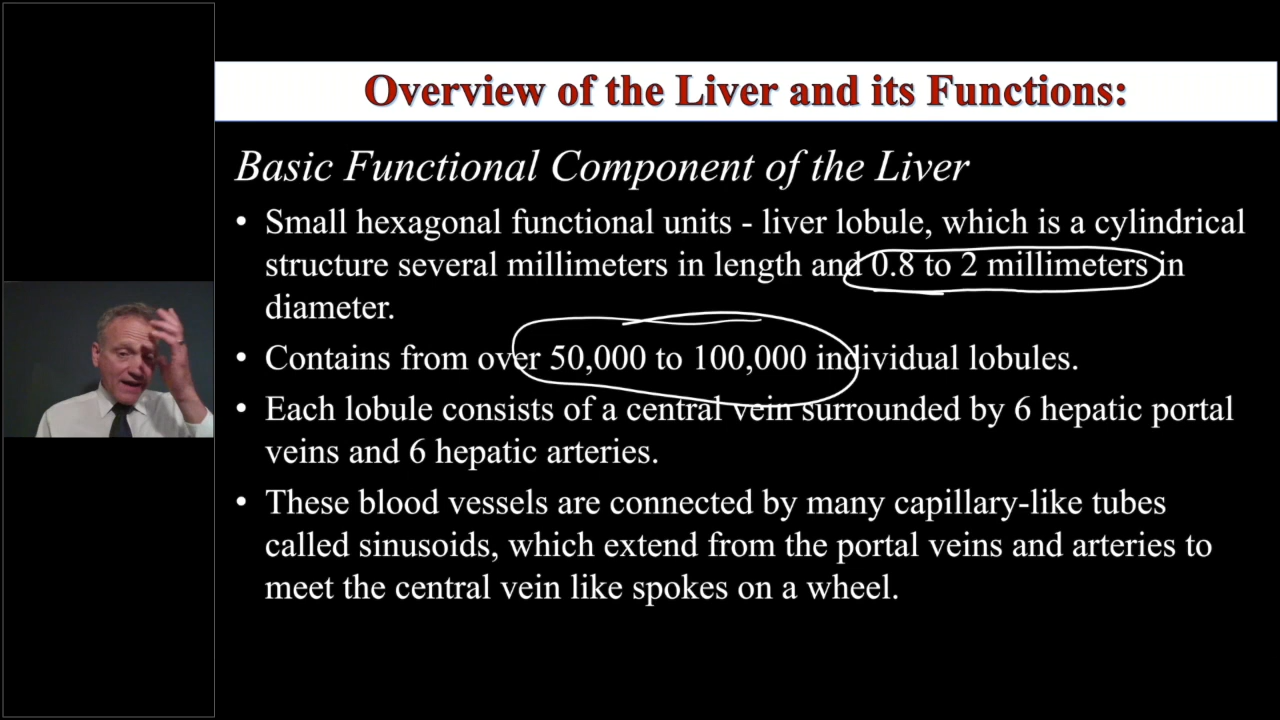 Overview of the Liver and its Functions:
Basic Functional Component of the Liver
• Small hexagonal functional units - liver lobule, which is a cylindrical
structure several millimeters in length and 0.8 to 2 millimeters in
diameter.
• Contains from over 50,000 to 100,000 individual lobules.
• Each lobule consists of a central vein surrounded by 6 hepatic portal
veins and 6 hepatic arteries.
• These blood vessels are connected by many capillary-like tubes
called sinusoids, which extend from the portal veins and arteries to
meet the central vein like spokes on a wheel.